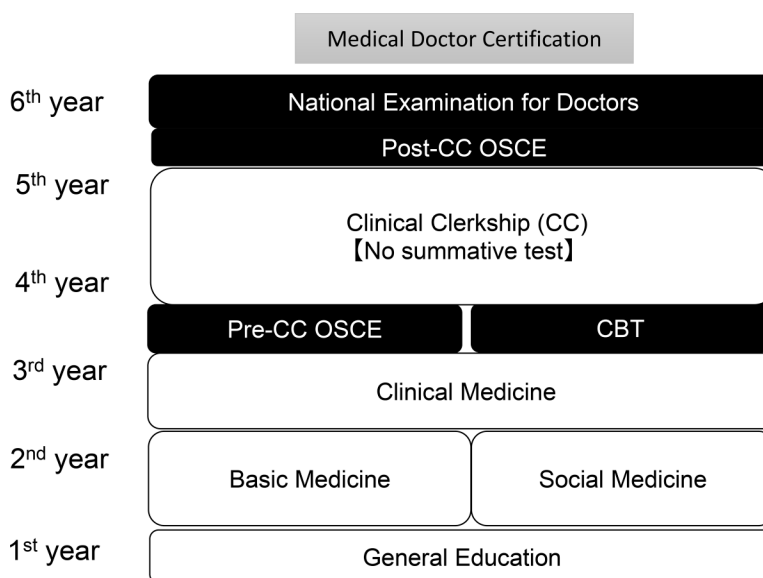 Medical Doctor Certification
6th year
National Examination for Doctors
Post-CC OSCE
5th year
Clinical Clerkship (CC)
【No summative test】
4th year
Pre-CC OSCE
CBT
3rd year
Clinical Medicine
2nd year
Basic Medicine
Social Medicine
1st year
General Education